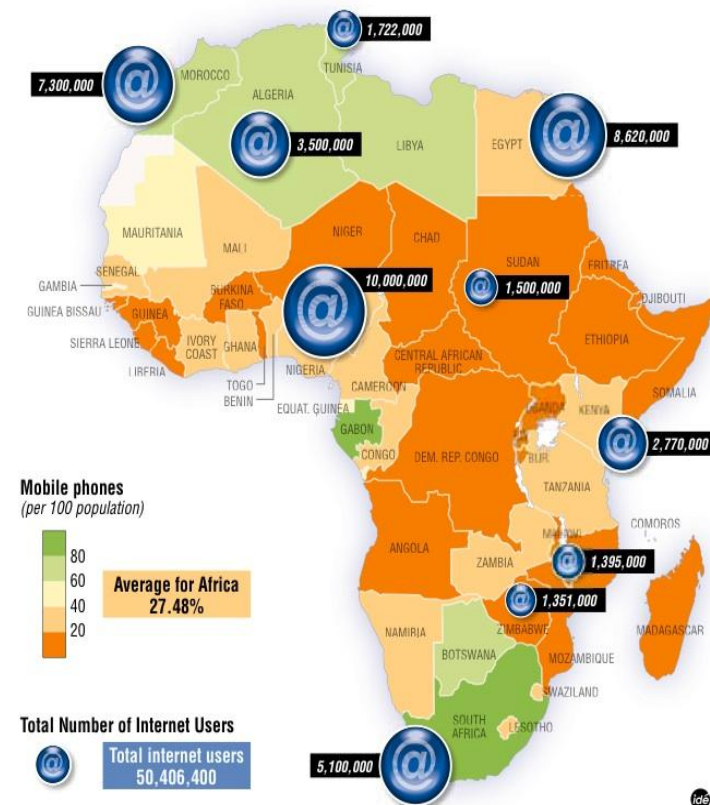 1,722,000
TUNISIA
MOROCCO
7,300,000
ALGERIA
3,500,000
LIBYA
EGYPT
8,620,000
MAURITANIA
MALI
NIGER
CHAD
SUDAN
ERITREA
SENEGAL
GAMBIA
10,000,000
1,500,000
DJIBOUTI
BURKINA
FASO
GUINEA BISSAU
GUINEA
SIERRA LEONE
IVORY
COAST
GHANA
NIGERIA
CENTRAL AFRICAN
REPUBLIC
ETHIOPIA
LIBERIA
TOGO
BENIN
CAMEROON
SOMALIA
EQUAT. GUINEA
UGANDA
KENYA
GABON
CONGO
DEM. REP. CONGO
BUR.
2,770,000
TANZANIA
Mobile phones
(per 100 population)
80
60
40
20
Average for Africa
27.48%
COMOROS
ANGOLA
ZAMBIA
1,395,000
1,351,000
ZIMBABWE
MADAGASCAR
NAMIBIA
BOTSWANA
MOZAMBIQUE
SWAZILAND
SOUTH
AFRICA
LESOTHO
Total Number of Internet Users
Total internet users
50,406,400
5,100,000
idé